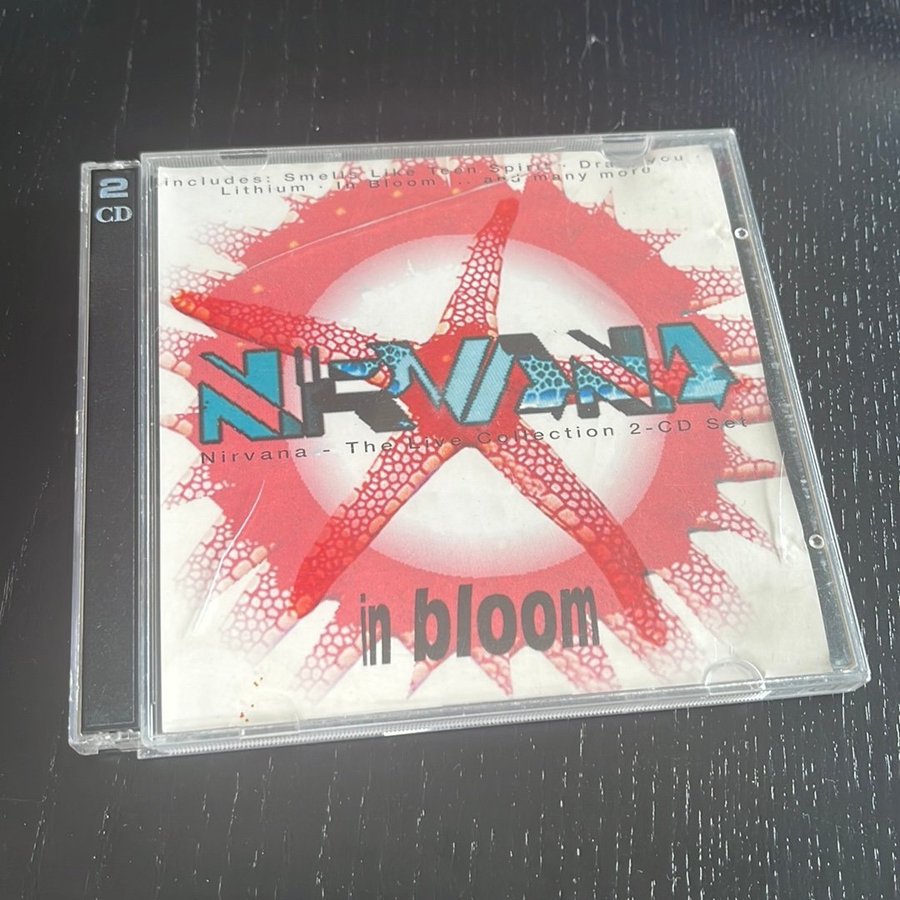 2
CD
includes: Smells Like Teen Spirit · Drain you ·
Lithium · In Bloom ... and many more
NIRVANA
Nirvana - The Live Collection 2-CD Set
in bloom